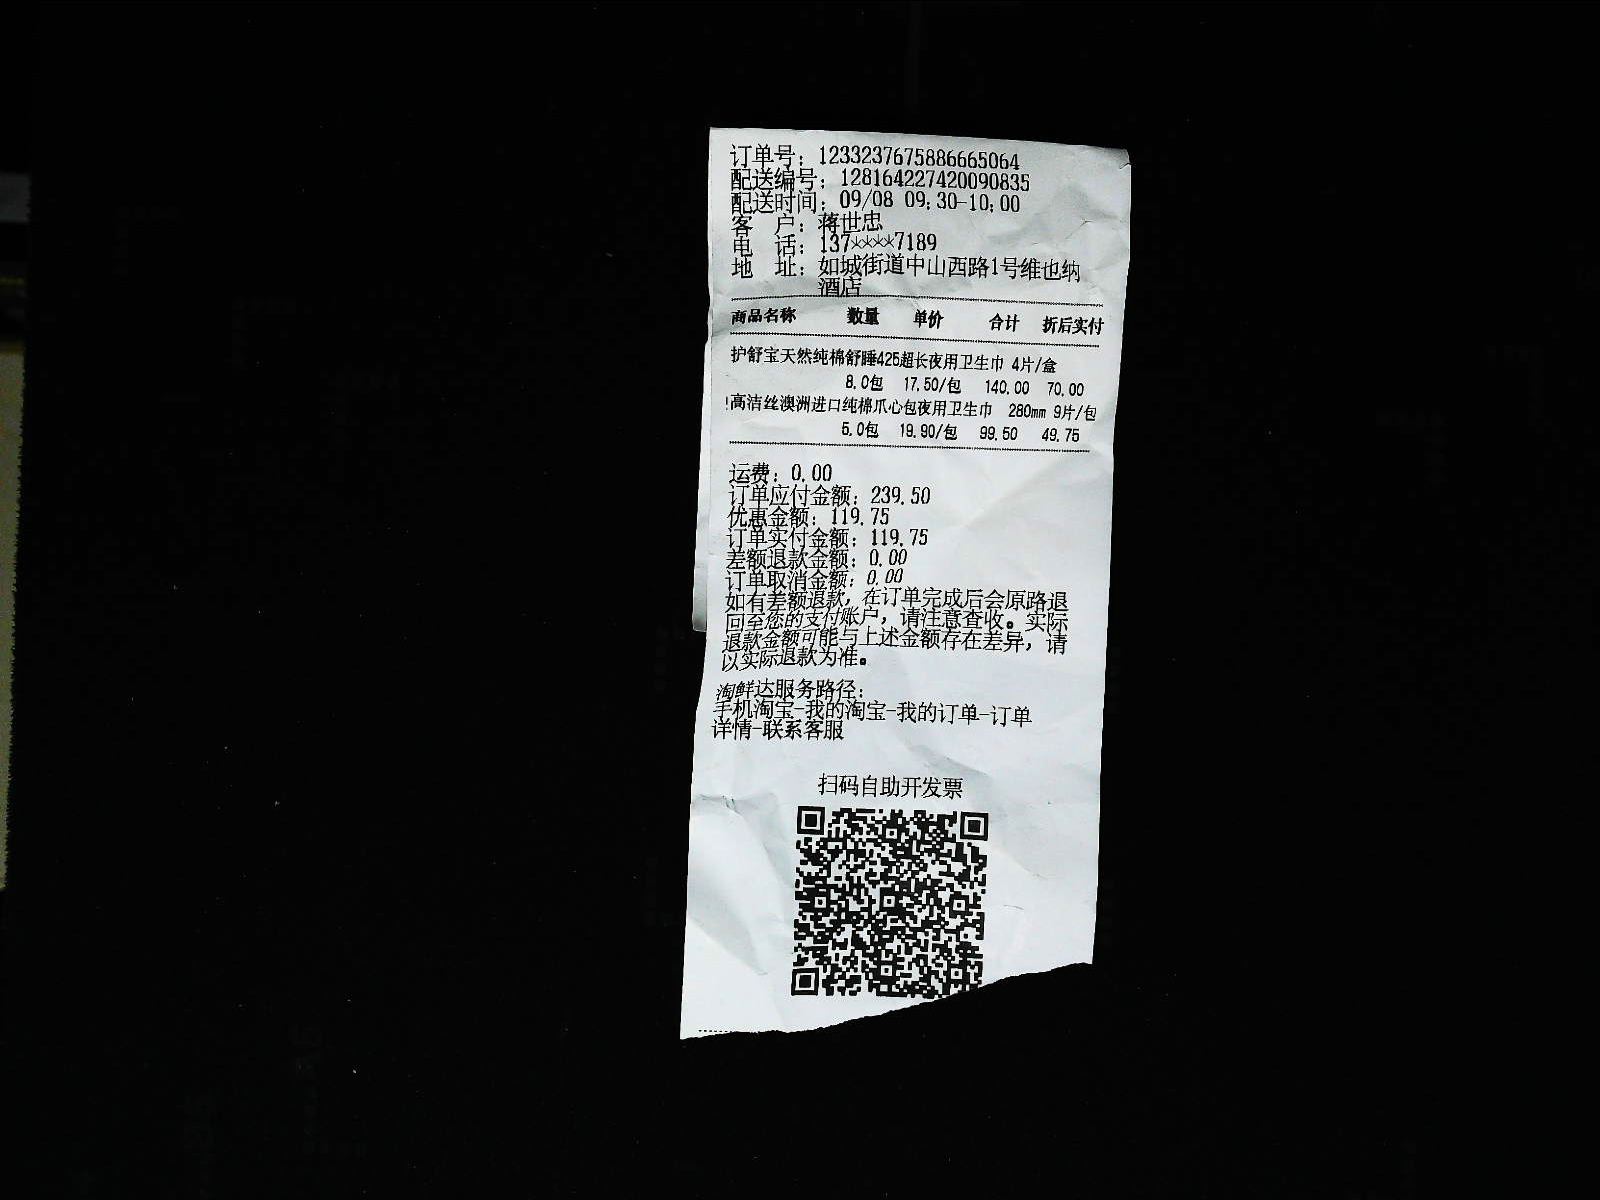 订单号：1233237675886665064
配送编号：128164227420090835
配送时间：09/08 09:30-10:00
客 户：蒋世忠
电 话：137****7189
地 址：如城街道中山西路1号维也纳
酒店
商品名称 数量 单价 合计 折后实付
护舒宝天然纯棉舒睡425超长夜用卫生巾 4片/盒
8.0包 17.50/包 140.00 70.00
!高洁丝澳洲进口纯棉爪心包夜用卫生巾 280mm 9片/包
5.0包 19.90/包 99.50 49.75
运费：0.00
订单应付金额：239.50
优惠金额：119.75
订单实付金额：119.75
差额退款金额：0.00
订单取消金额：0.00
如有差额退款，在订单完成后会原路退
回至您的支付账户，请注意查收。实际
退款金额可能与上述金额存在差异，请
以实际退款为准。
淘鲜达服务路径：
手机淘宝-我的淘宝-我的订单-订单
详情-联系客服
扫码自助开发票